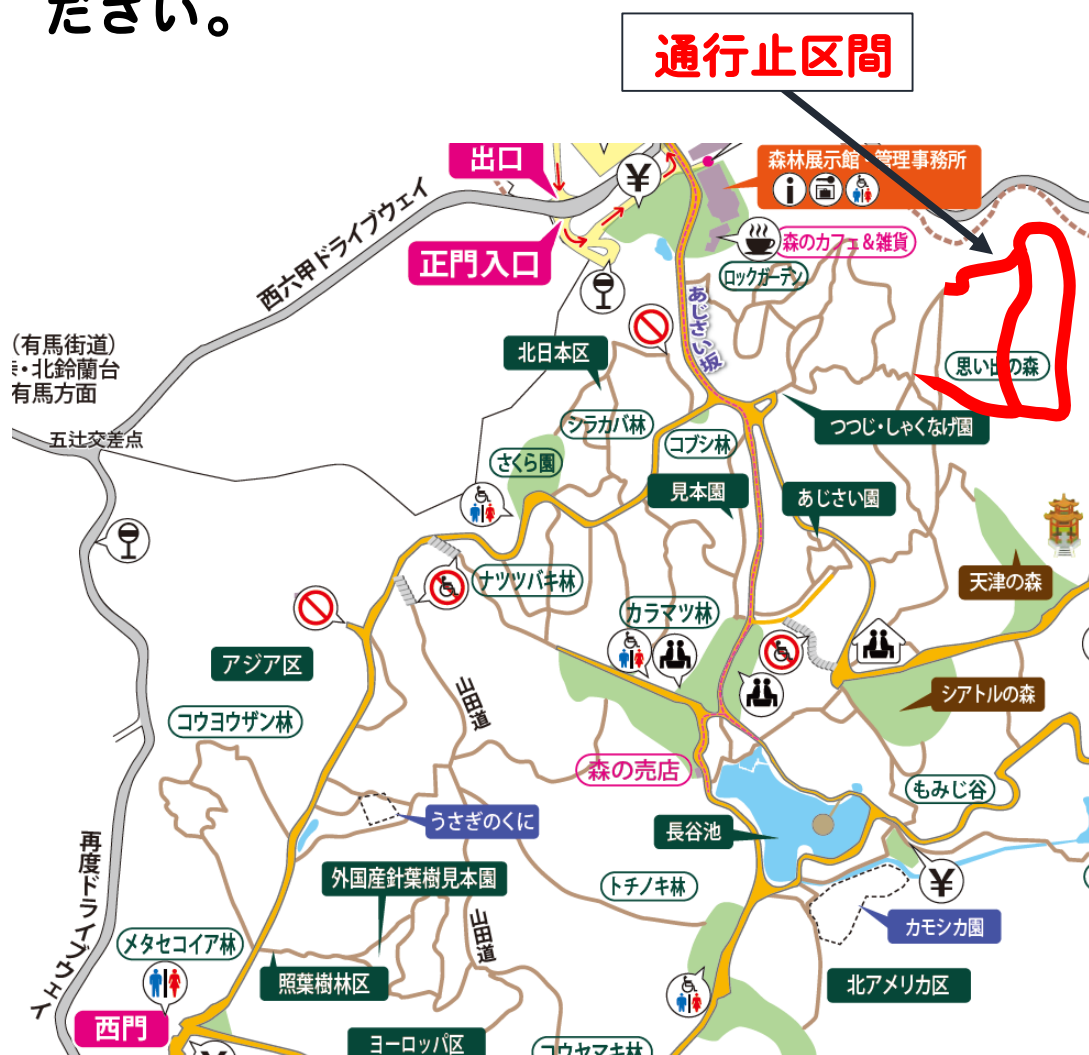 ださい。
通行止区間
出口
森林展示館・管理事務所
西六甲ドライブウェイ
正門入口
森のカフェ&雑貨
ロックガーデン
あじさい坂
(有馬街道)
・北鈴蘭台
有馬方面
北日本区
思い出の森
五辻交差点
シラカバ林
つつじ・しゃくなげ園
コブシ林
さくら園
見本園
あじさい園
天津の森
ナツツバキ林
カラマツ林
アジア区
山田道
シアトルの森
コウヨウザン林
森の売店
もみじ谷
うさぎのくに
長谷池
再度ドライブウェイ
外国産針葉樹見本園
トチノキ林
カモシカ園
山田道
メタセコイア林
照葉樹林区
北アメリカ区
西門
ヨーロッパ区
コウヤマキ林